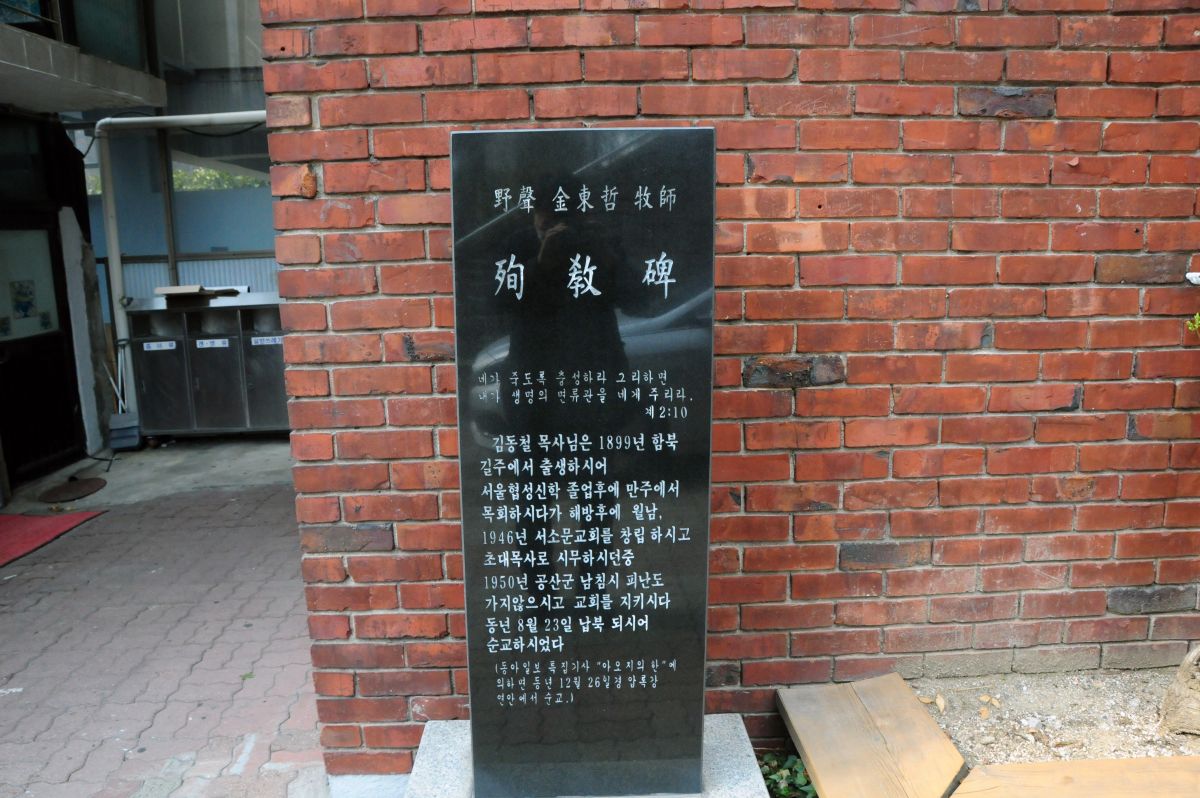 野聲 金東哲 牧師
殉教碑
네가 죽도록 충성하라 그리하면
내가 생명의 면류관을 네게 주리라.
계 2:10
김동철 목사님은 1899년 함북
길주에서 출생하시어
서울협성신학 졸업후에 만주에서
목회하시다가 해방후에 월남,
1946년 서소문교회를 창립 하시고
초대목사로 시무하시던중
1950년 공산군 남침시 피난도
가지않으시고 교회를 지키시다
동년 8월 23일 납북 되시어
순교하시었다
(동아일보 특집기사 "아오지의 한"에
의하면 동년 12월 26일경 압록강
연안에서 순교.)